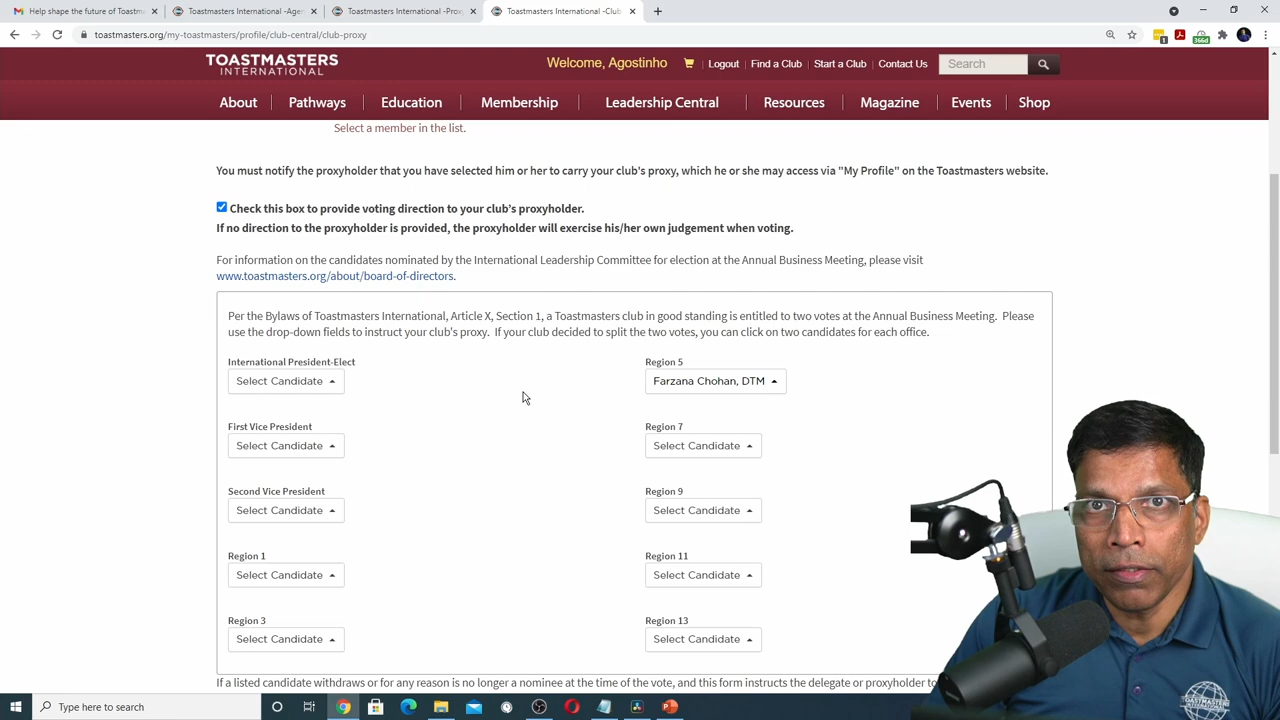 Help shape the future of Toastm
Toastmasters International -Agen
Toastmasters International -Proxy
Toastmasters International -Club
toastmasters.org/my-toastmasters/profile/club-central/club-proxy
1
366d
TOASTMASTERS
INTERNATIONAL
Welcome, Agostinho
Logout
Find a Club
Start a Club
Contact Us
Search
About
Pathways
Education
Membership
Leadership Central
Resources
Magazine
Events
Shop
Select a member in the list.
You must notify the proxyholder that you have selected him or her to carry your club's proxy, which he or she may access via "My Profile" on the Toastmasters website.
Check this box to provide voting direction to your club's proxyholder.
If no direction to the proxyholder is provided, the proxyholder will exercise his/her own judgement when voting.
For information on the candidates nominated by the International Leadership Committee for election at the Annual Business Meeting, please visit
www.toastmasters.org/about/board-of-directors.
Per the Bylaws of Toastmasters International, Article X, Section 1, a Toastmasters club in good standing is entitled to two votes at the Annual Business Meeting. Please
use the drop-down fields to instruct your club's proxy. If your club decided to split the two votes, you can click on two candidates for each office.
International President-Elect
Select Candidate
Region 5
Farzana Chohan, DTM
First Vice President
Select Candidate
Region 7
Select Candidate
Second Vice President
Select Candidate
Region 9
Select Candidate
Region 1
Select Candidate
Region 11
Select Candidate
Region 3
Select Candidate
Region 13
Select Candidate
If a listed candidate withdraws or for any reason is no longer a nominee at the time of the vote, and this form instructs the delegate or proxyholder to
TOASTMASTERS
INTERNATIONAL
Type here to search